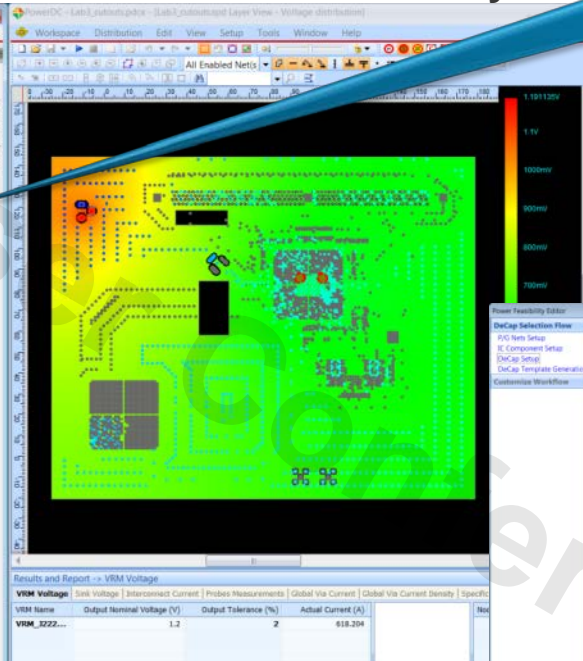 PowerDC - Lab3_cutouts.pdcx - [Lab3_cutouts.spd Layer View - Voltage distribution]
Workspace Distribution Edit View Setup Tools Window Help
All Enabled Net(s)
1.191135V
1.1V
1000mV
900mV
800mV
700mV
Power Feasibility Editor
DeCap Selection Flow
P/G Nets Setup
IC Component Setup
DeCap Setup
DeCap Template Generatio
Customize Workflow
Results and Report -> VRM Voltage
VRM Voltage Sink Voltage Interconnect Current Probes Measurements Global Via Current Global Via Current Density Specific
VRM Name Output Nominal Voltage (V) Output Tolerance (%) Actual Current (A)
VRM_J222... 1.2 2 618.204